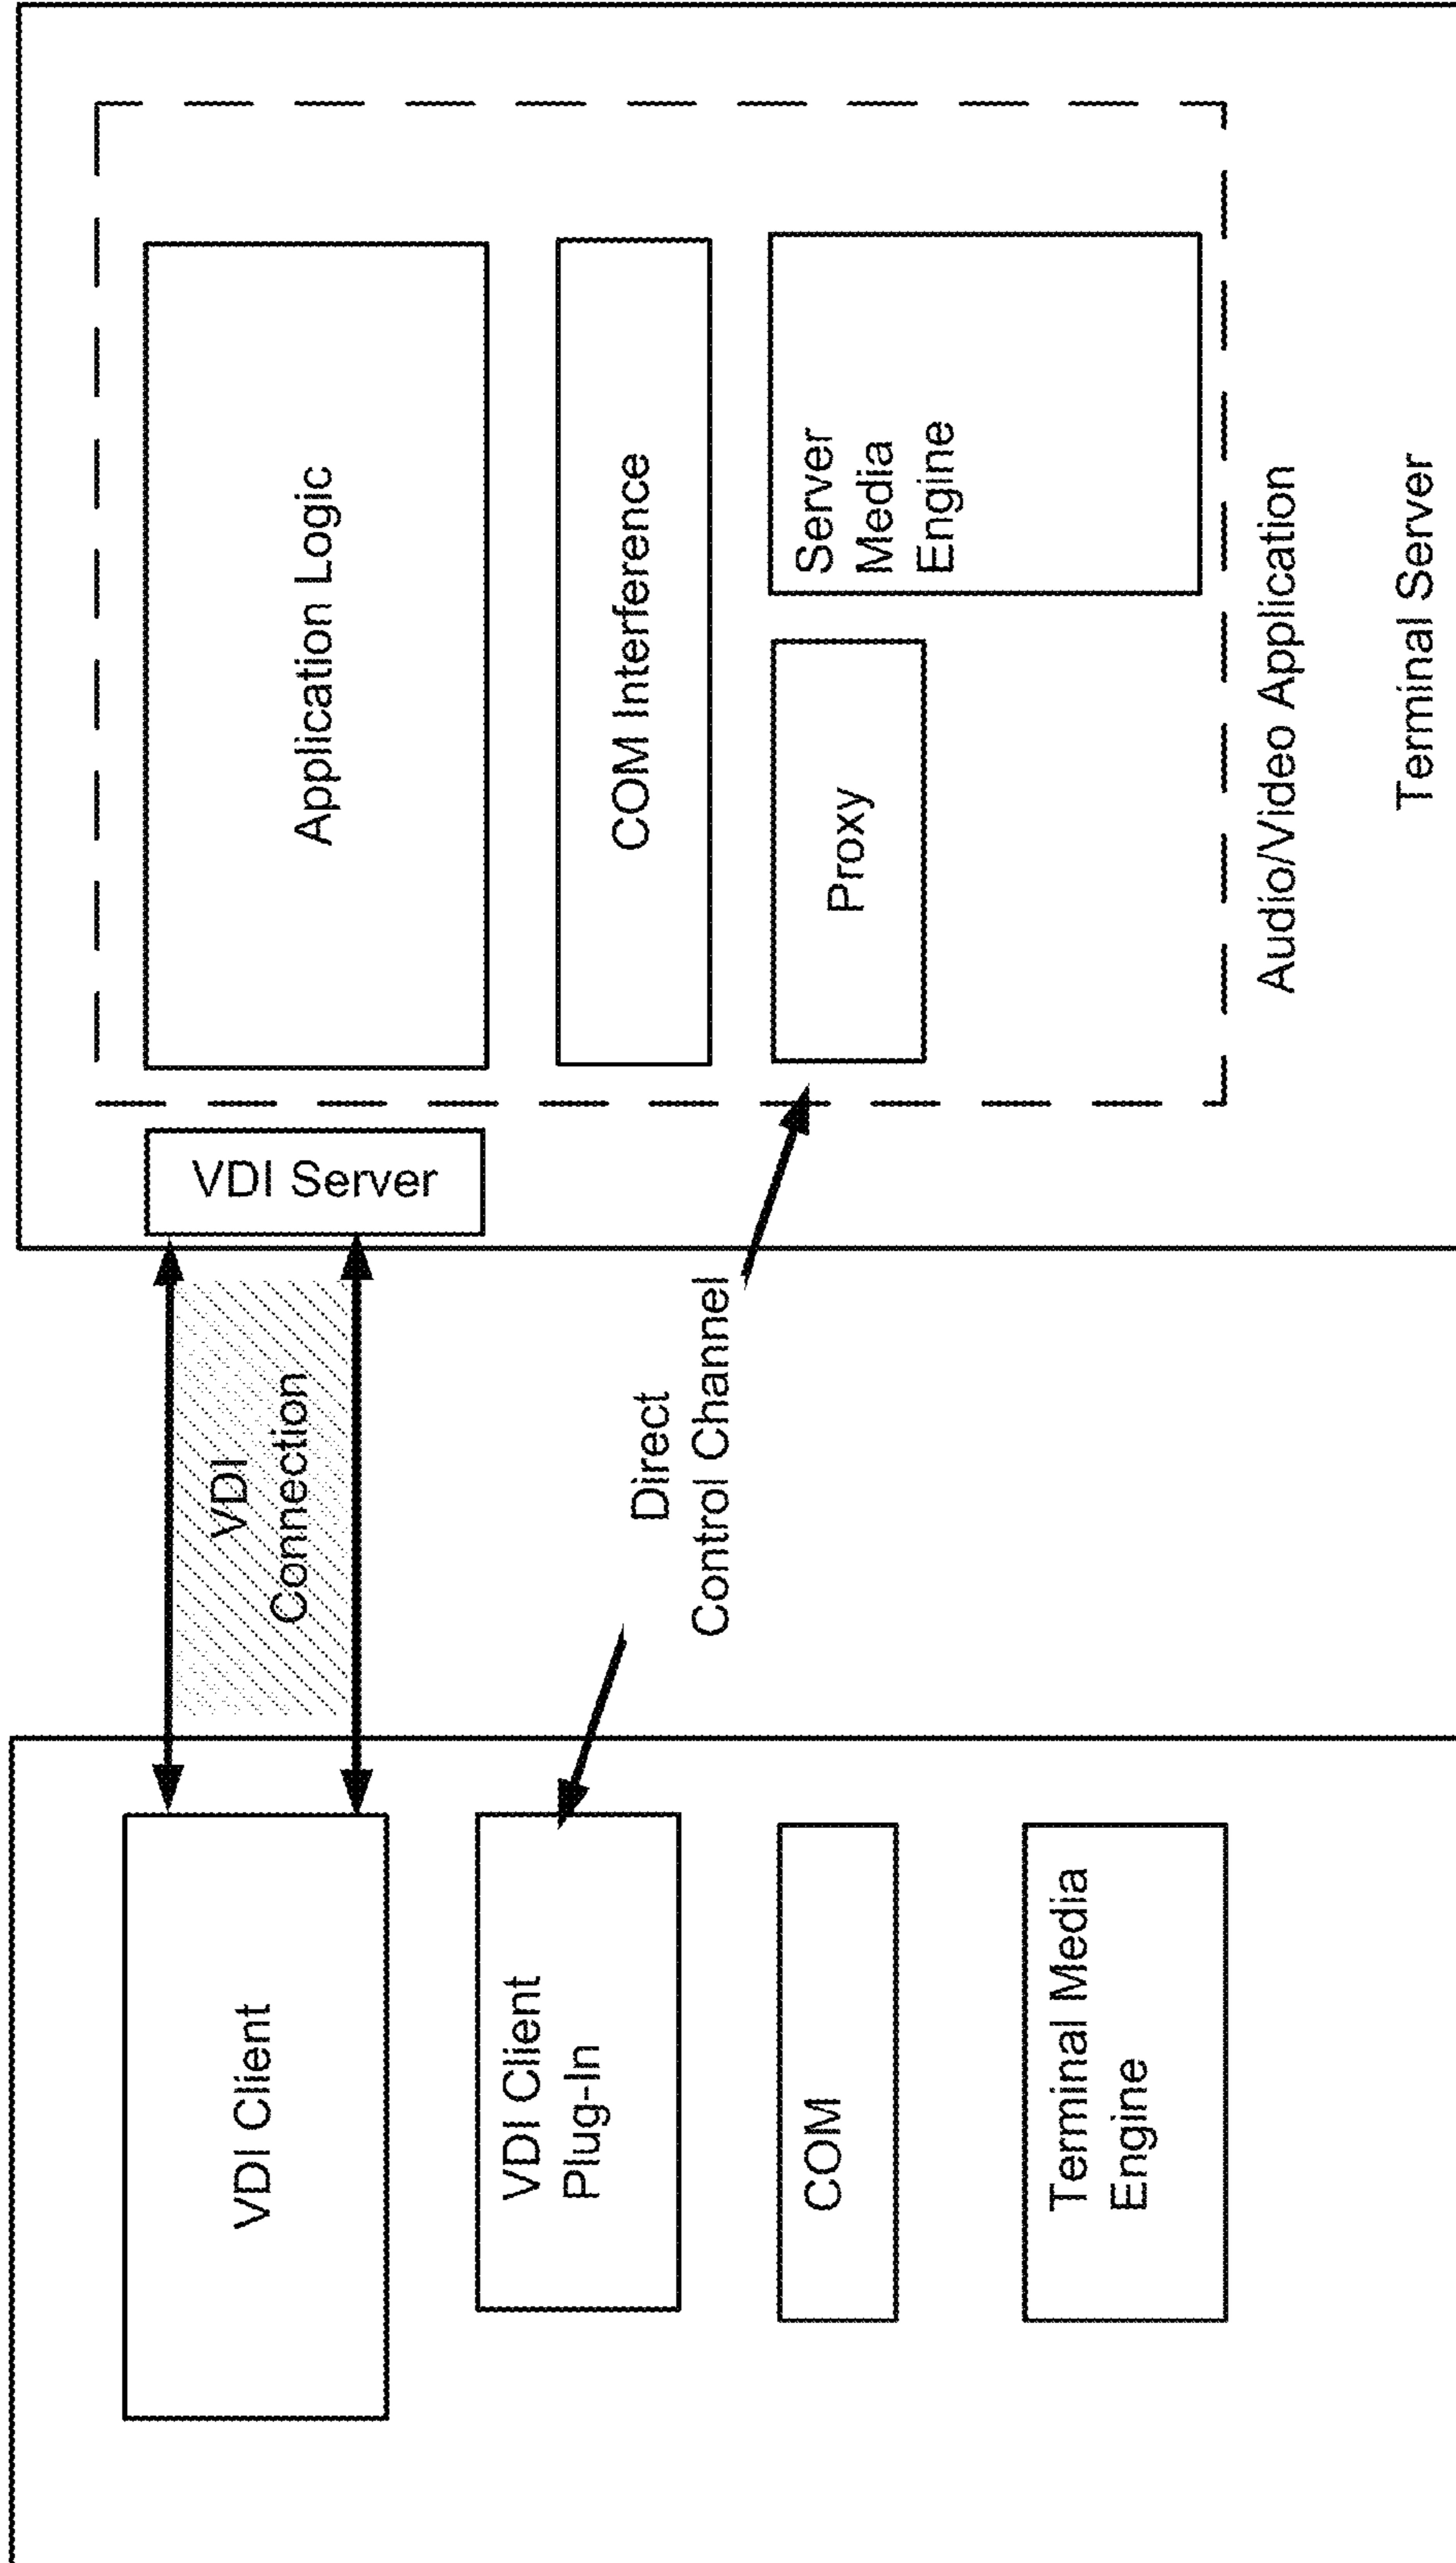 VDI Client
VDI Client
Plug-In
COM
Terminal Media
Engine
VDI
Connection
Direct
Control Channel
VDI Server
Application Logic
COM Interference
Proxy
Server
Media
Engine
Audio/Video Application
Terminal Server